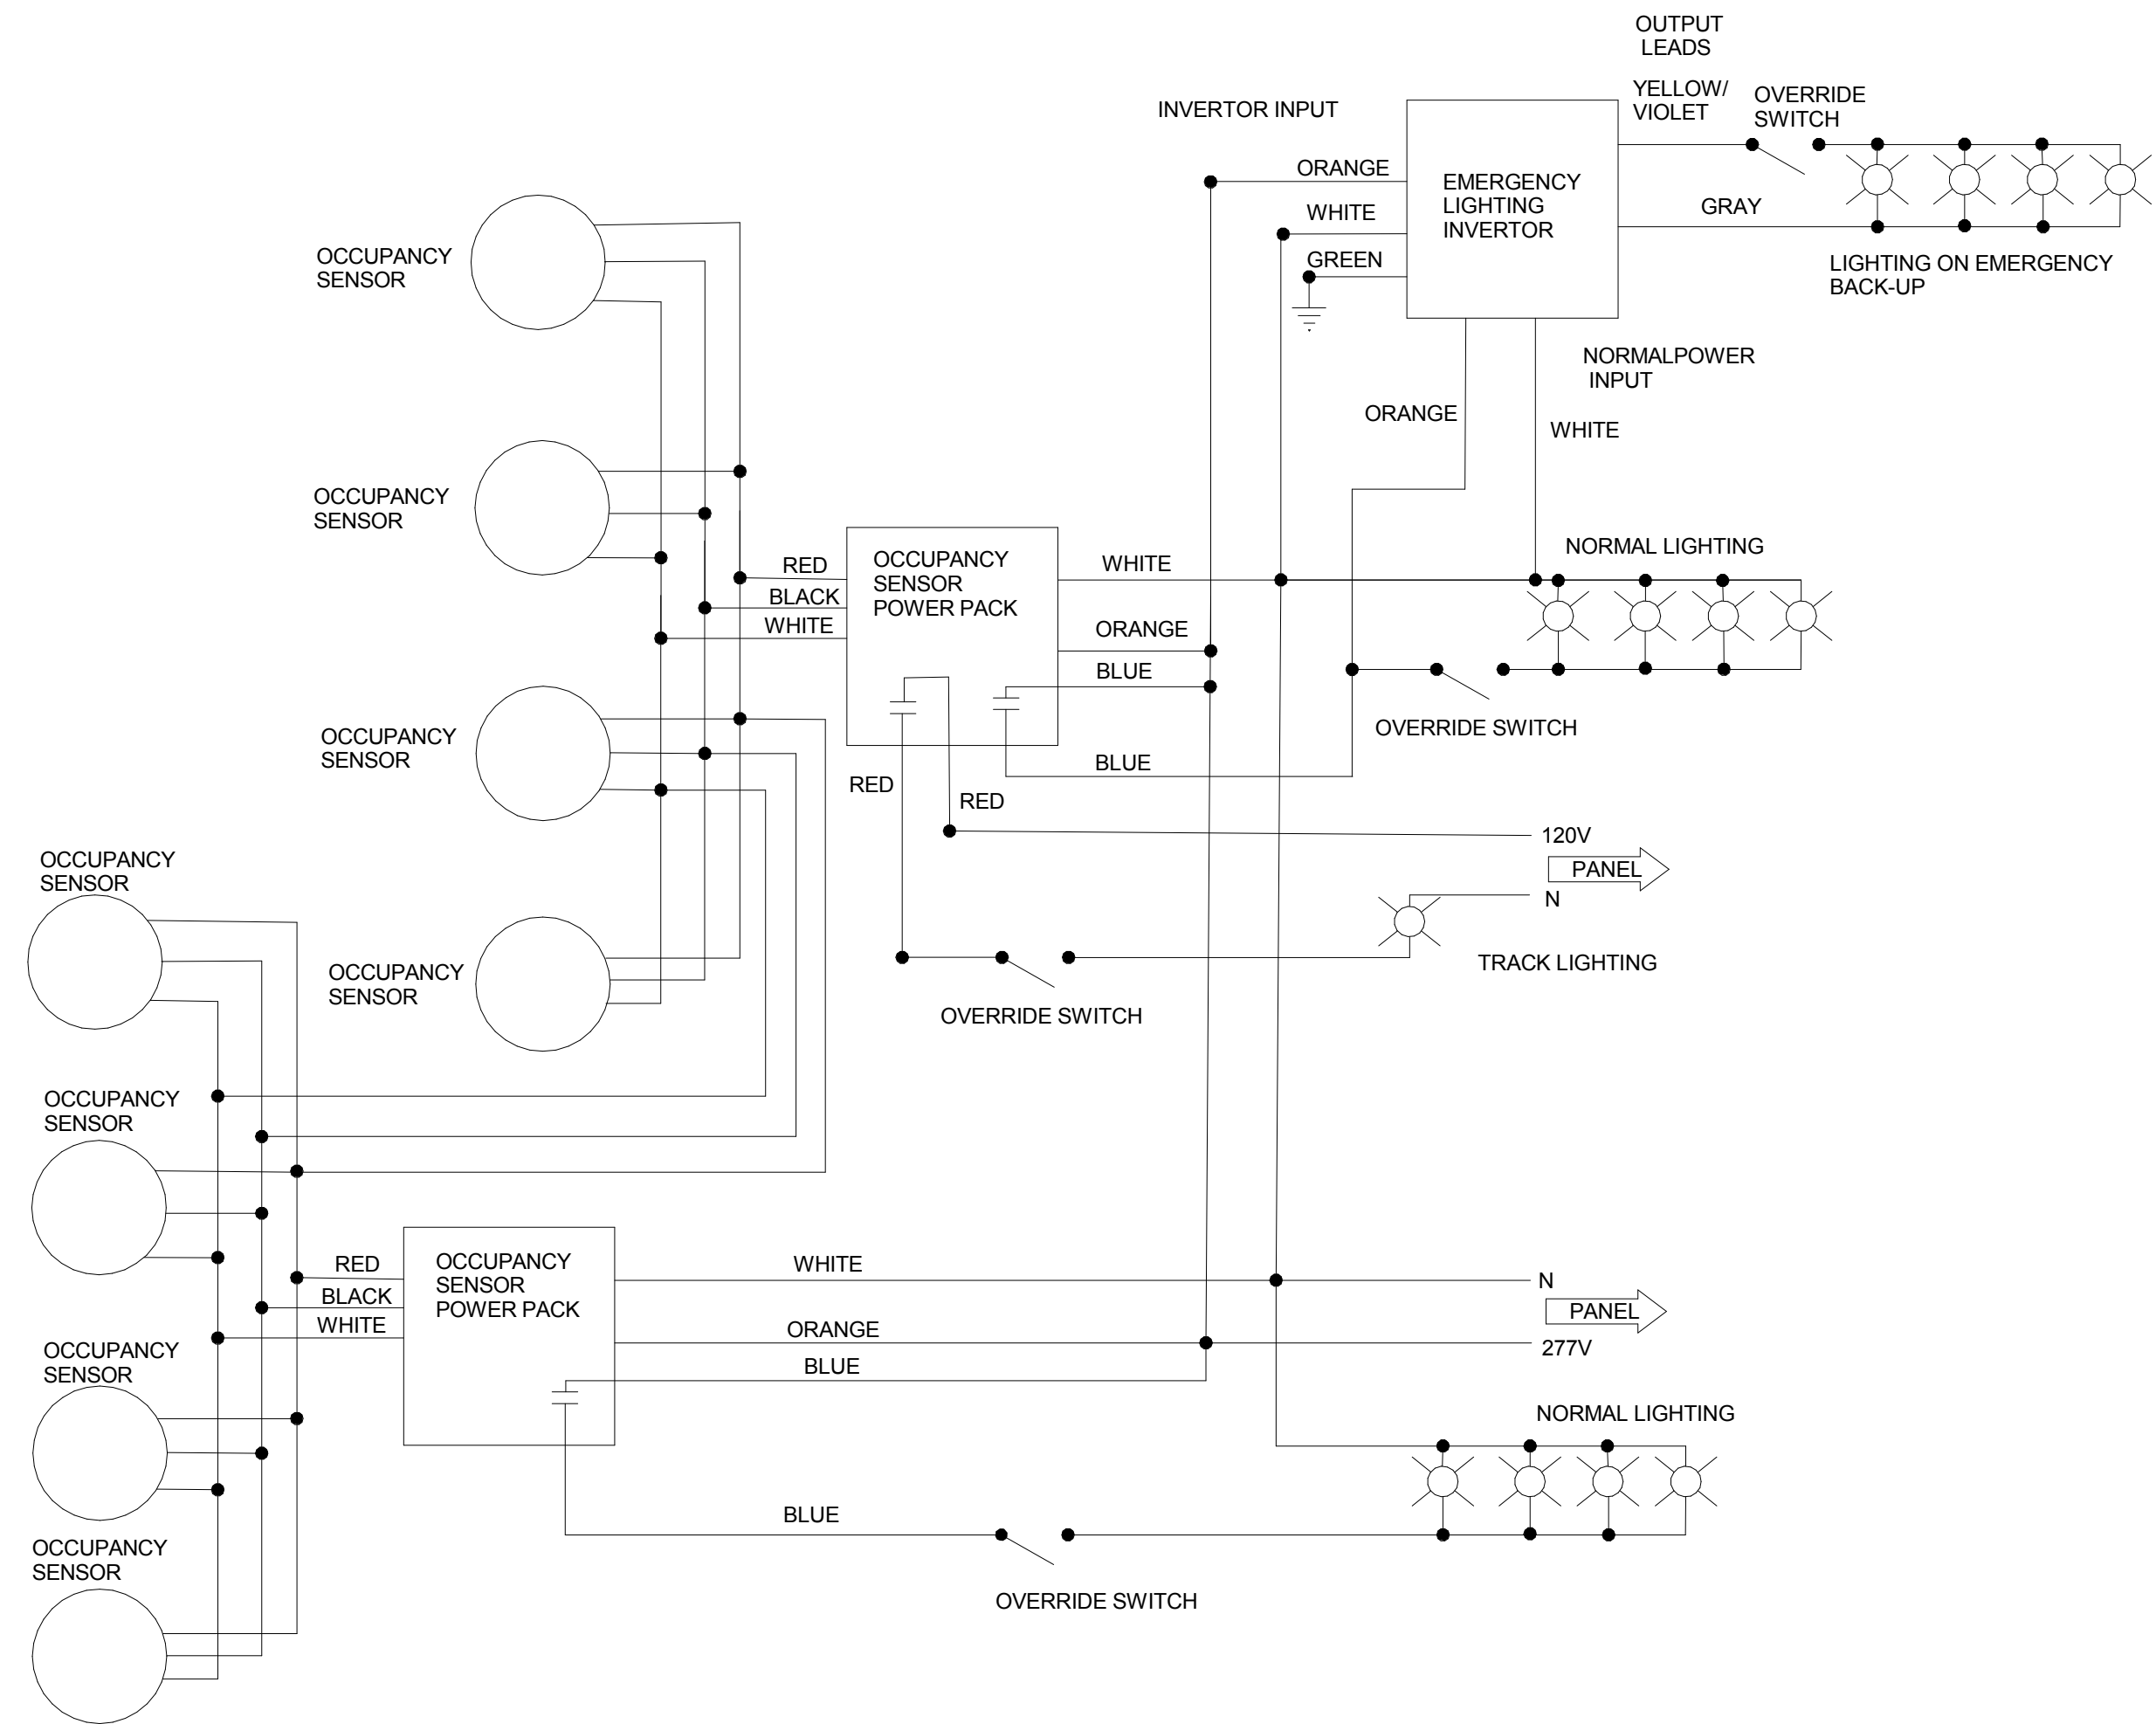 OUTPUT
LEADS
YELLOW/
VIOLET
OVERRIDE
SWITCH
INVERTOR INPUT
ORANGE
WHITE
GREEN
EMERGENCY
LIGHTING
INVERTOR
GRAY
LIGHTING ON EMERGENCY
BACK-UP
OCCUPANCY
SENSOR
NORMALPOWER
INPUT
ORANGE
WHITE
OCCUPANCY
SENSOR
RED
BLACK
WHITE
OCCUPANCY
SENSOR
POWER PACK
WHITE
ORANGE
BLUE
BLUE
NORMAL LIGHTING
OVERRIDE SWITCH
OCCUPANCY
SENSOR
RED
RED
120V
PANEL
N
TRACK LIGHTING
OVERRIDE SWITCH
OCCUPANCY
SENSOR
OCCUPANCY
SENSOR
OCCUPANCY
SENSOR
RED
BLACK
WHITE
OCCUPANCY
SENSOR
POWER PACK
WHITE
ORANGE
BLUE
N
PANEL
277V
OCCUPANCY
SENSOR
NORMAL LIGHTING
BLUE
OVERRIDE SWITCH
OCCUPANCY
SENSOR